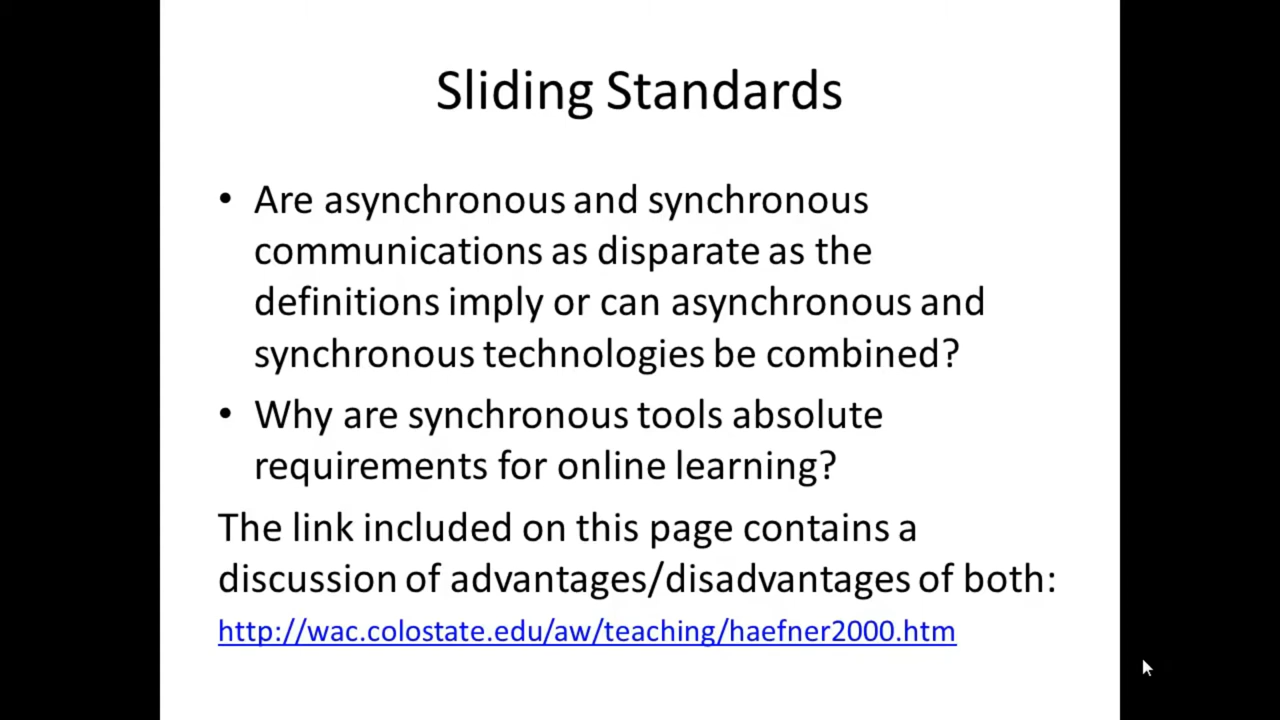 Sliding Standards
• Are asynchronous and synchronous
communications as disparate as the
definitions imply or can asynchronous and
synchronous technologies be combined?
• Why are synchronous tools absolute
requirements for online learning?
The link included on this page contains a
discussion of advantages/disadvantages of both:
http://wac.colostate.edu/aw/teaching/haefner2000.htm